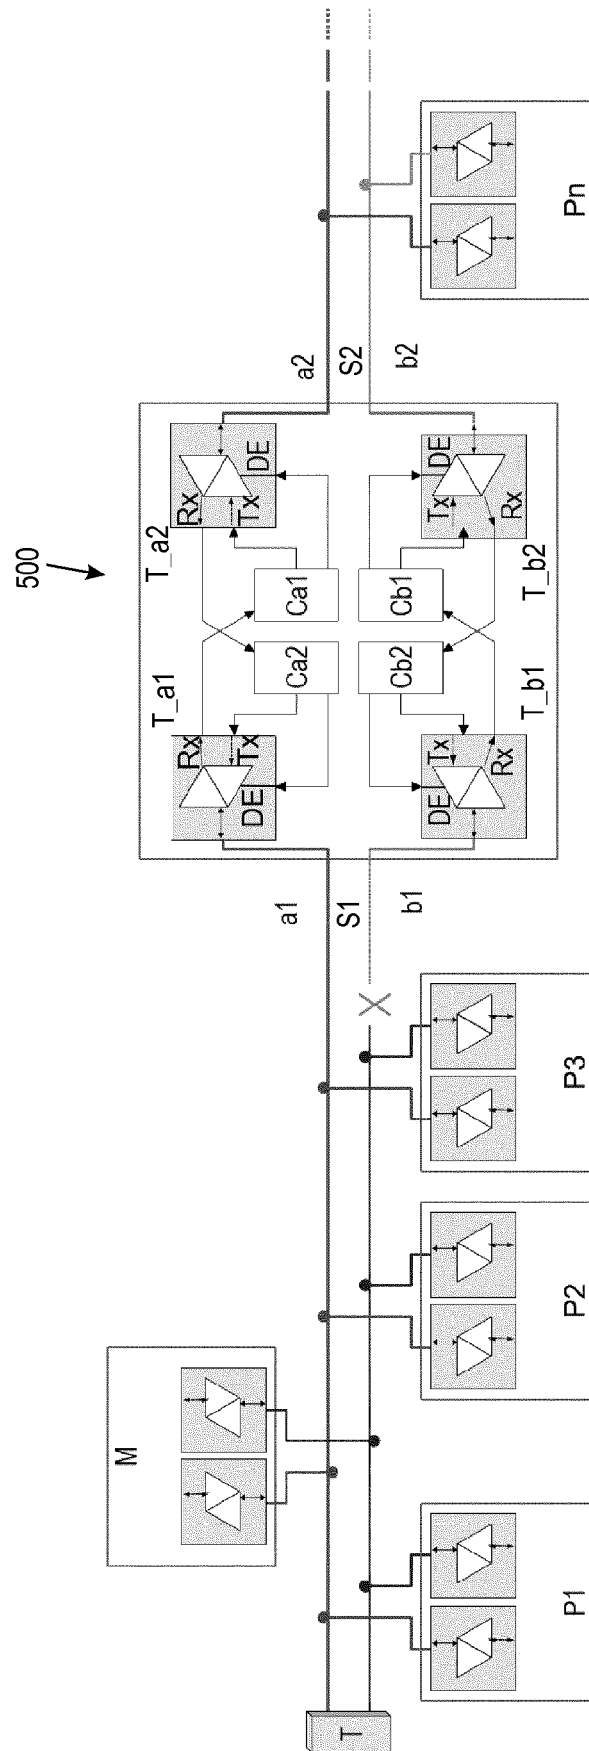 500
T_a1
T_a2
Rx
Rx
Tx
Tx
DE
DE
Ca2
Ca1
Cb2
Cb1
DE
DE
Tx
Tx
Rx
Rx
T_b1
T_b2
a1
S1
b1
a2
S2
b2
X
M
T
P1
P2
P3
Pn